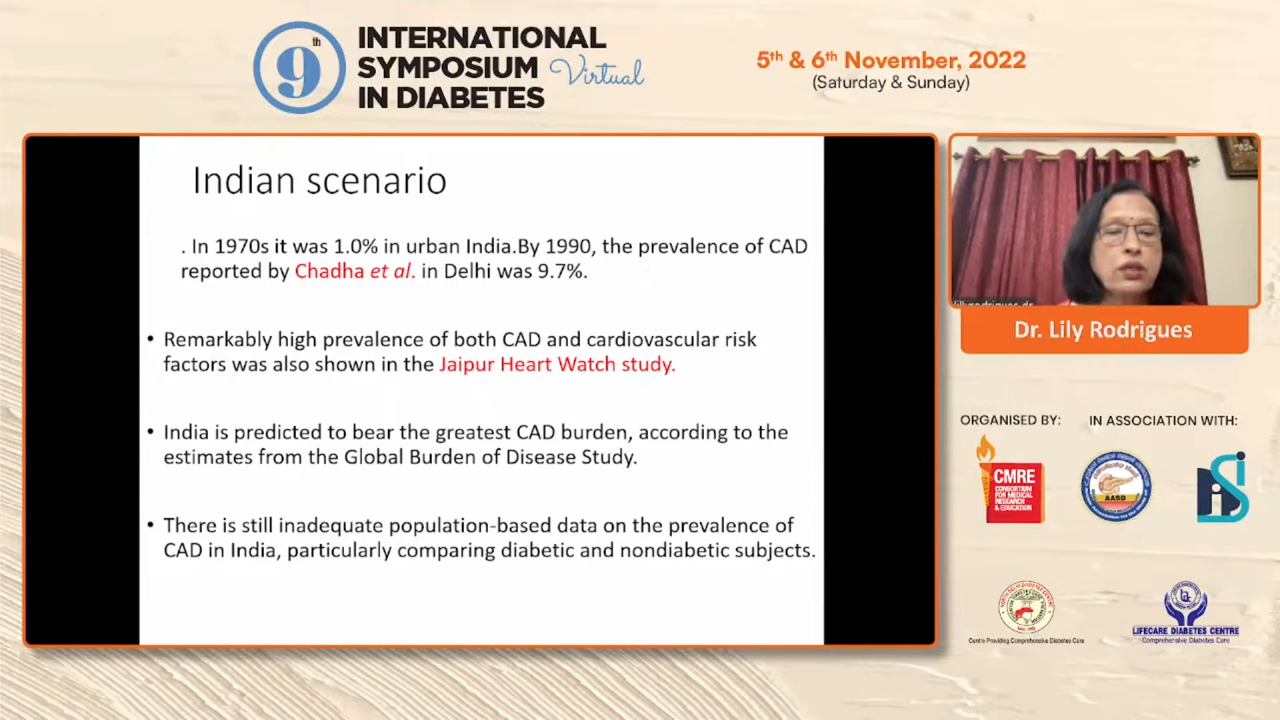 9th
INTERNATIONAL
SYMPOSIUM Virtual
IN DIABETES
5th & 6th November, 2022
(Saturday & Sunday)
Indian scenario
. In 1970s it was 1.0% in urban India.By 1990, the prevalence of CAD
reported by Chadha et al. in Delhi was 9.7%.
• Remarkably high prevalence of both CAD and cardiovascular risk
factors was also shown in the Jaipur Heart Watch study.
• India is predicted to bear the greatest CAD burden, according to the
estimates from the Global Burden of Disease Study.
• There is still inadequate population-based data on the prevalence of
CAD in India, particularly comparing diabetic and nondiabetic subjects.
Dr. Lily Rodrigues
ORGANISED BY:
IN ASSOCIATION WITH:
CMRE
CONSORTIUM
FOR MEDICAL
RESEARCH
& EDUCATION
AASD
Centre Providing Comprehensive Diabetes Care
LIFECARE DIABETES CENTRE
Comprehensive Diabetes Care